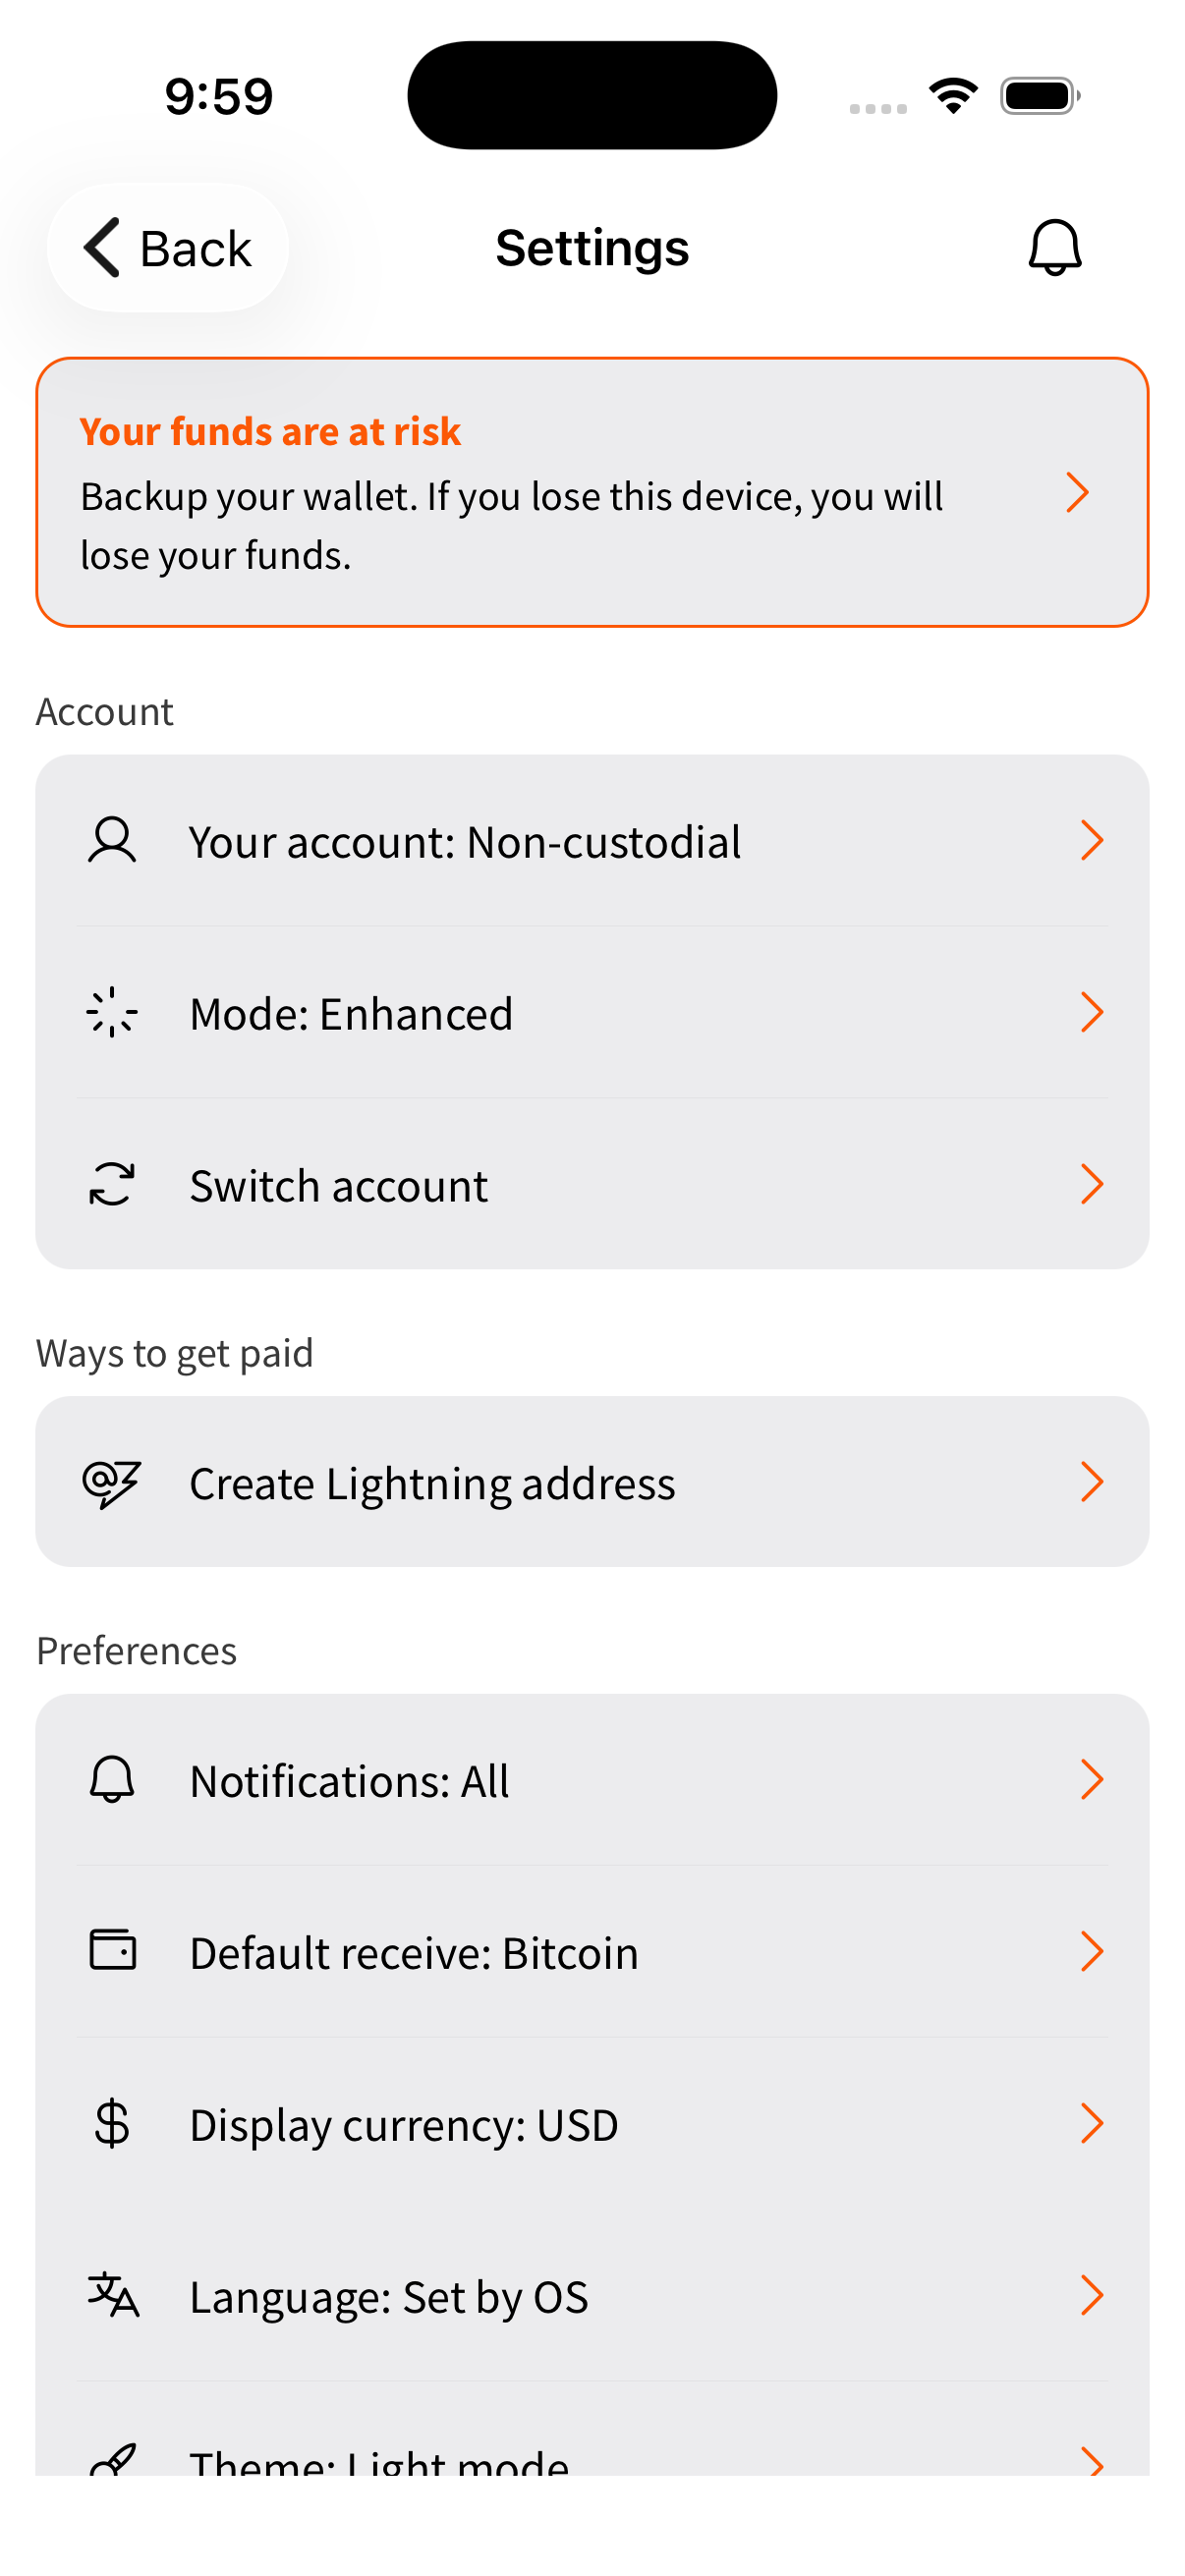 9:59
Back
Settings
Your funds are at risk
Backup your wallet. If you lose this device, you will
lose your funds.
Account
Your account: Non-custodial
Mode: Enhanced
Switch account
Ways to get paid
Create Lightning address
Preferences
Notifications: All
Default receive: Bitcoin
Display currency: USD
Language: Set by OS
Theme: Light mode